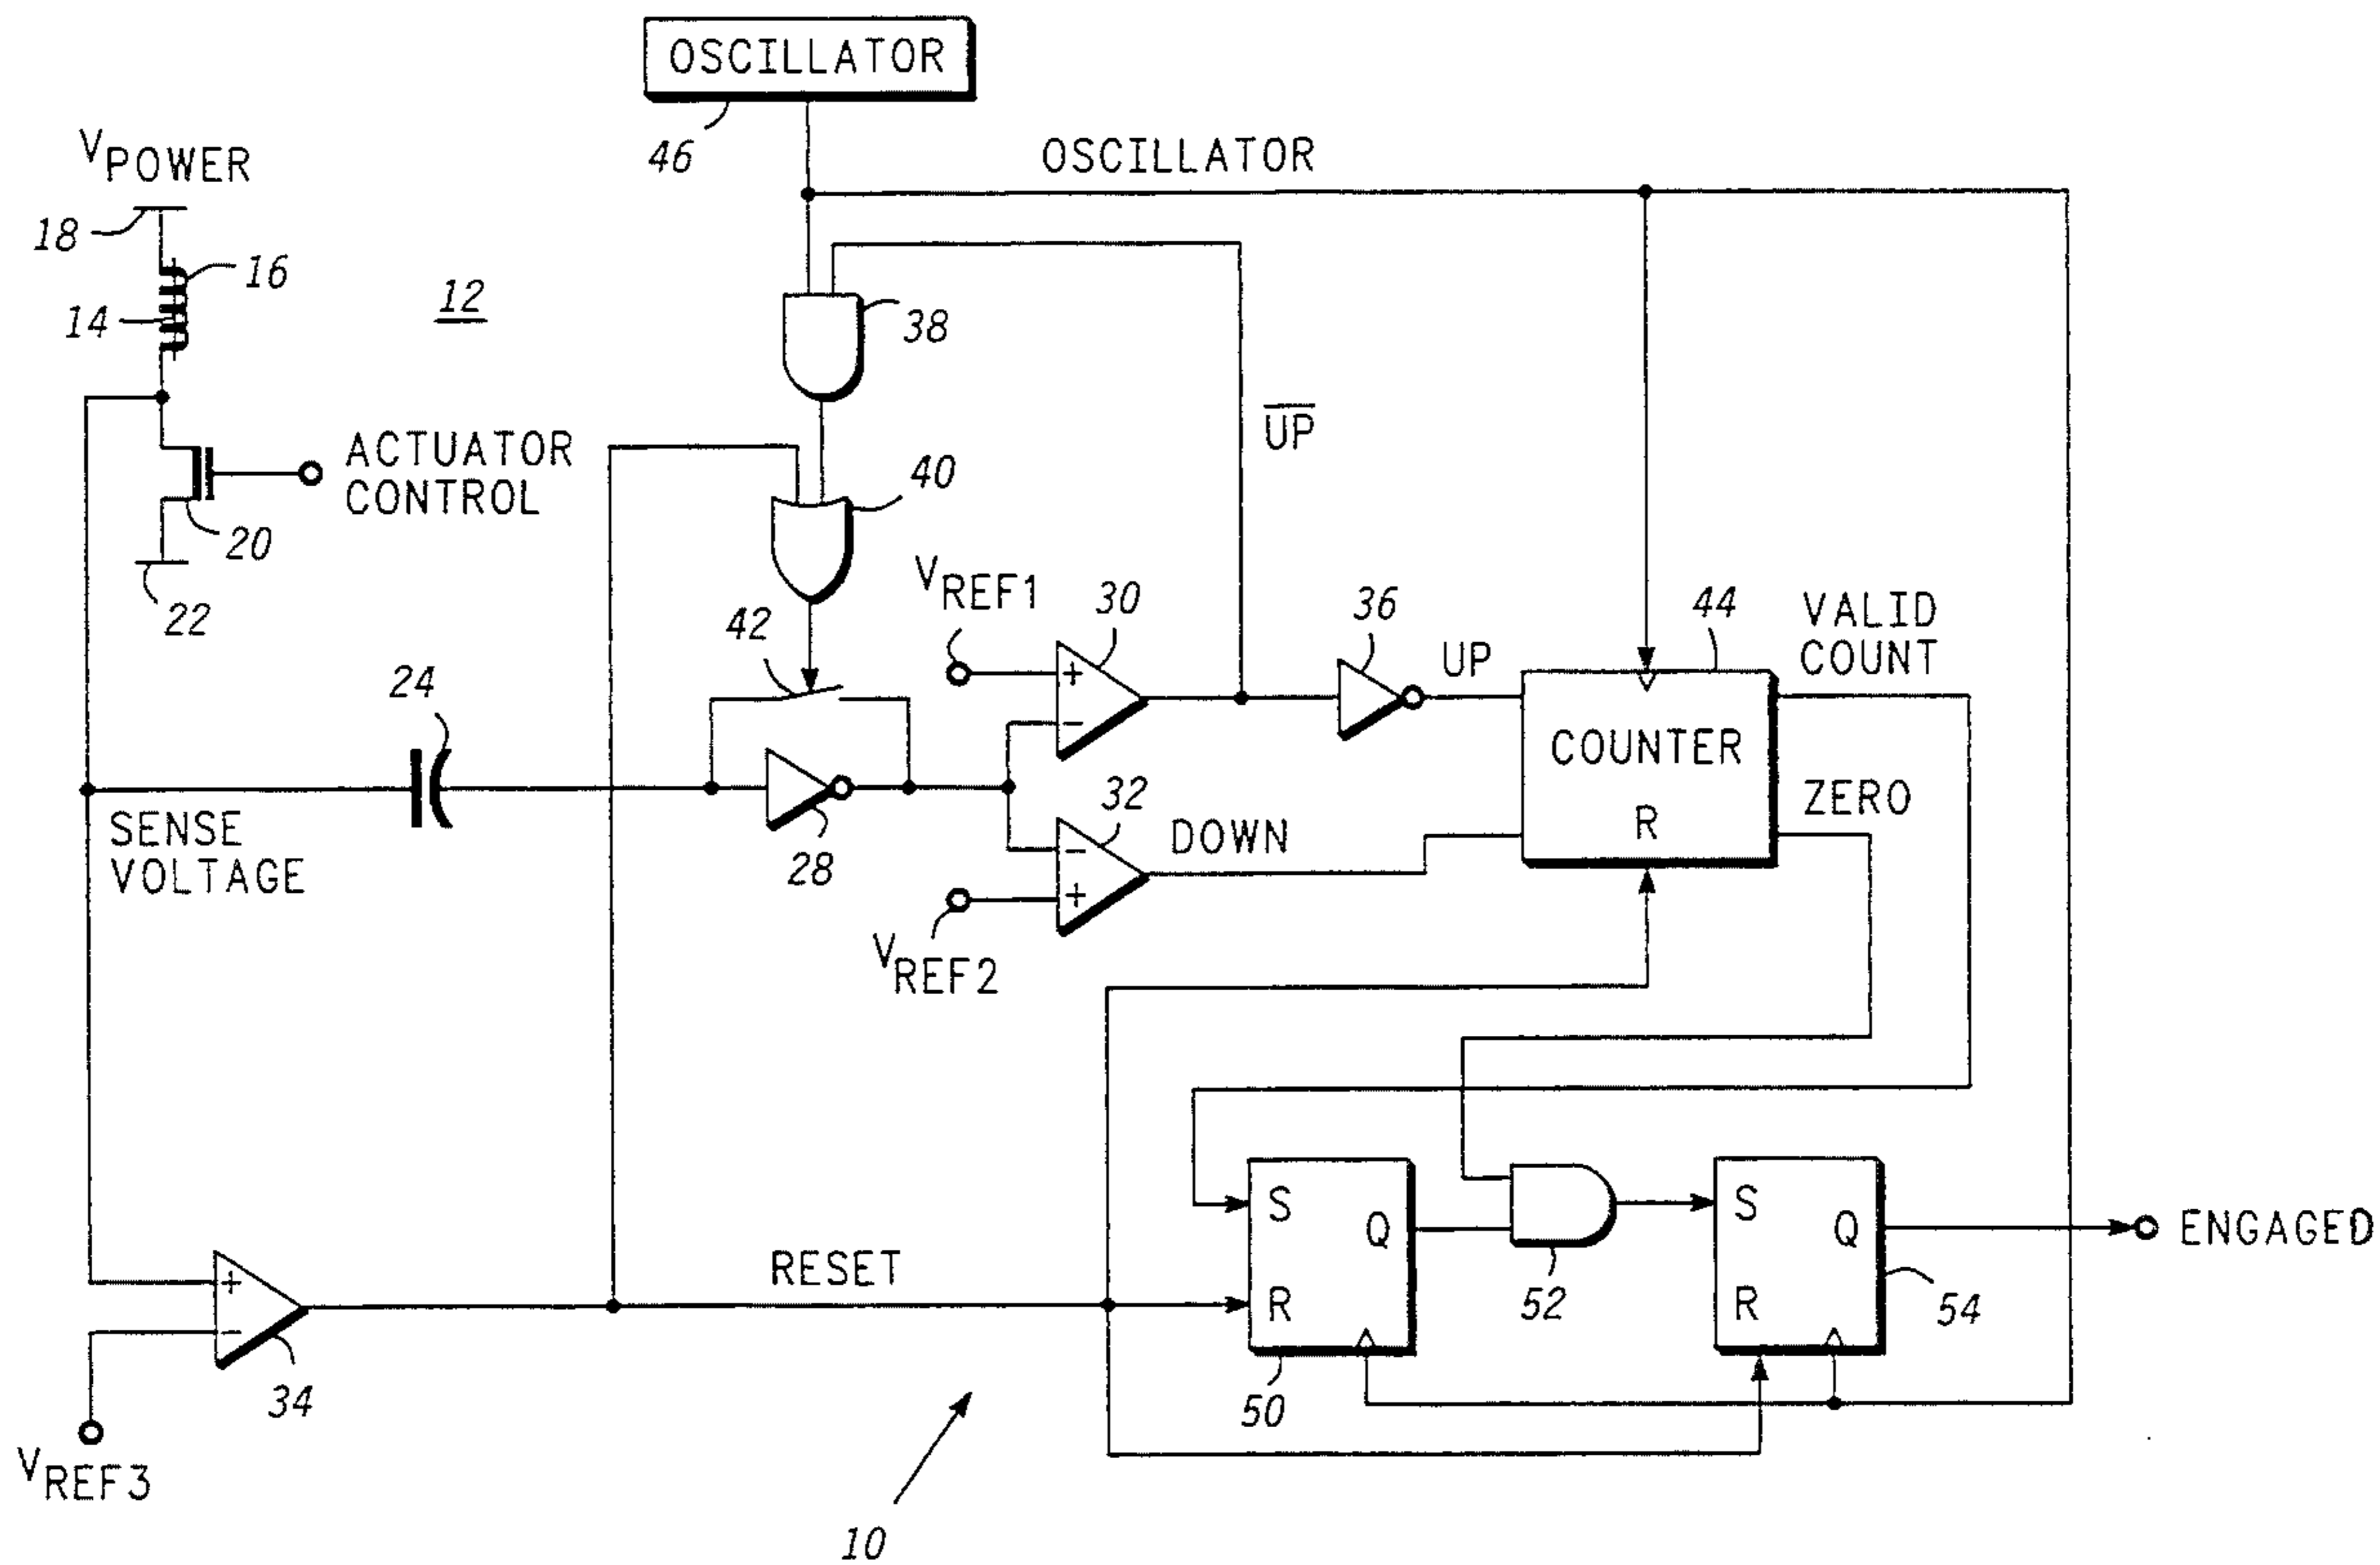 OSCILLATOR
46
OSCILLATOR
VPOWER
18
16
14
12
38
UP
ACTUATOR
CONTROL
20
22
40
42
VREF1
30
36
UP
44
VALID
COUNT
24
COUNTER
ZERO
R
SENSE
VOLTAGE
28
32
DOWN
VREF2
S
Q
R
50
52
S
Q
R
54
ENGAGED
RESET
+
-
34
VREF3
+
-
-
+
10